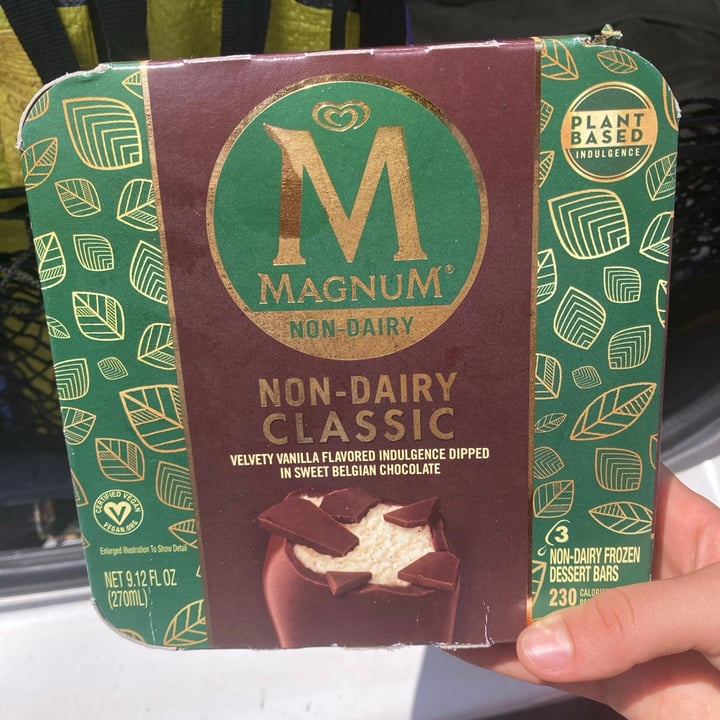 M
MAGNUM®
NON-DAIRY
NON-DAIRY
CLASSIC
VELVETY VANILLA FLAVORED INDULGENCE DIPPED
IN SWEET BELGIAN CHOCOLATE
PLANT
BASED
INDULGENCE
CERTIFIED VEGAN
VEGAN.ORG
Enlarged Illustration To Show Detail
NET 9.12 FL OZ
(270mL)
3
NON-DAIRY FROZEN
DESSERT BARS
230